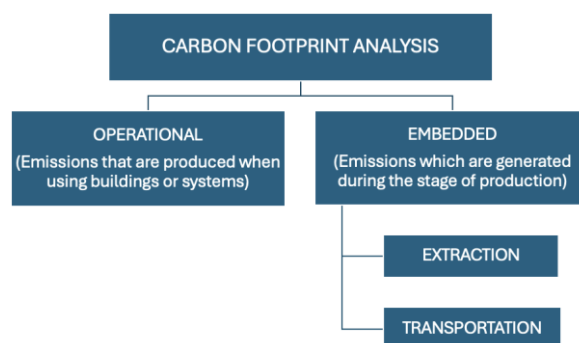 CARBON FOOTPRINT ANALYSIS
OPERATIONAL
(Emissions that are produced when
using buildings or systems)
EMBEDDED
(Emissions which are generated
during the stage of production)
EXTRACTION
TRANSPORTATION